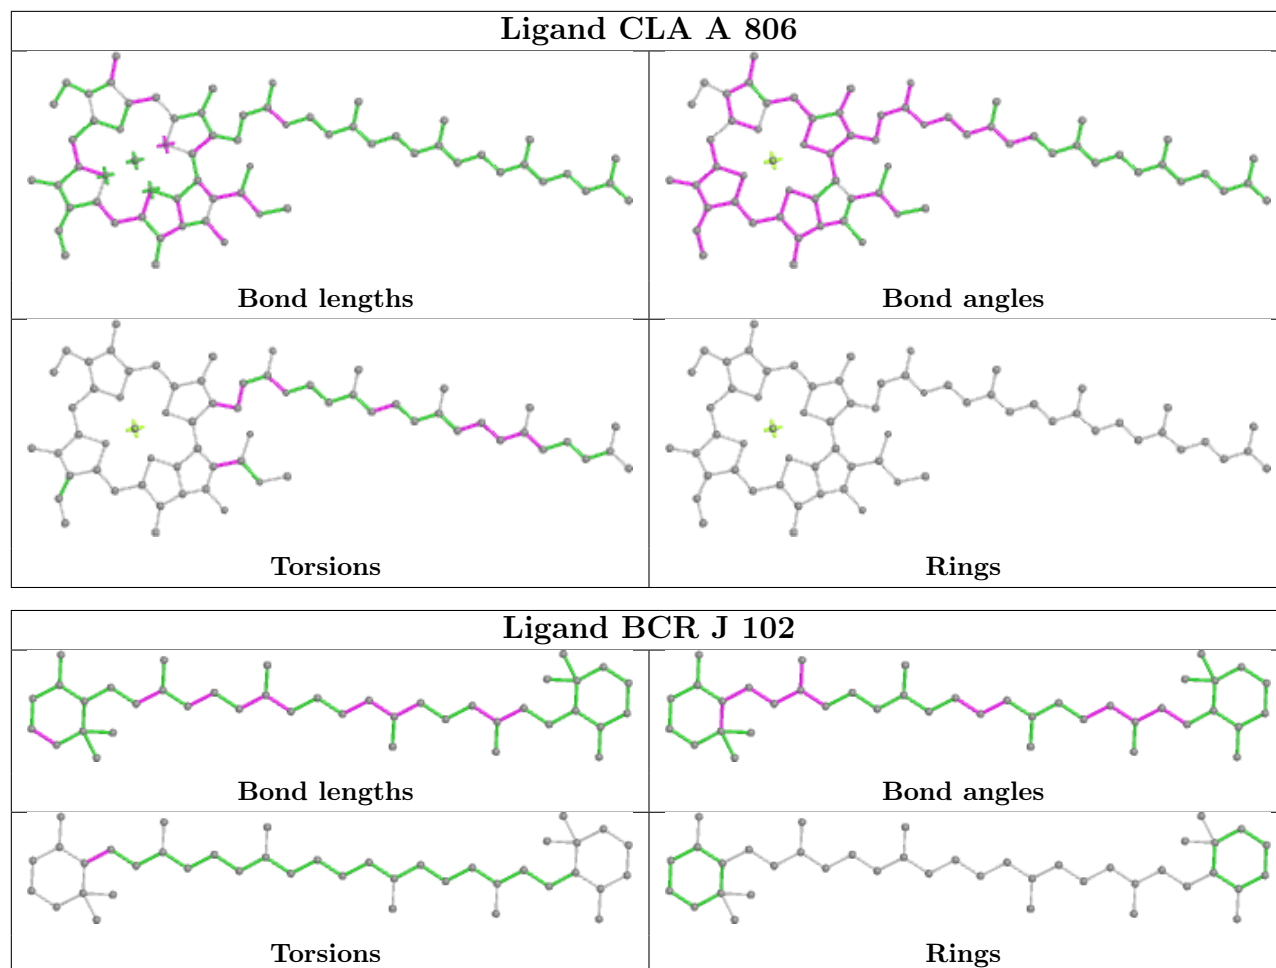 Ligand CLA A 806
Bond lengths
Bond angles
Torsions
Rings
Ligand BCR J 102
Bond lengths
Bond angles
Torsions
Rings